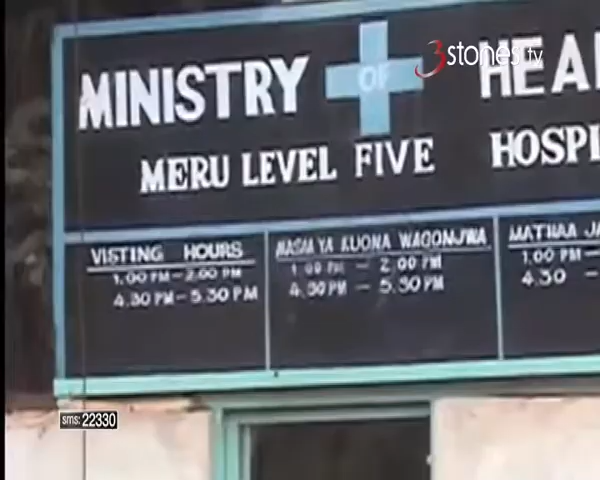 3stones.tv
MINISTRY OF HEA
MERU LEVEL FIVE HOSPI
VISTING HOURS
1.00 PM - 2.00 PM
4.30 PM - 5.30 PM
MASAA YA KUONA WAGONJWA
1.00 PM - 2.00 PM
4.30 PM - 5.30 PM
MATHAA JA
1.00 PM -
4.30 -
sms: 22330